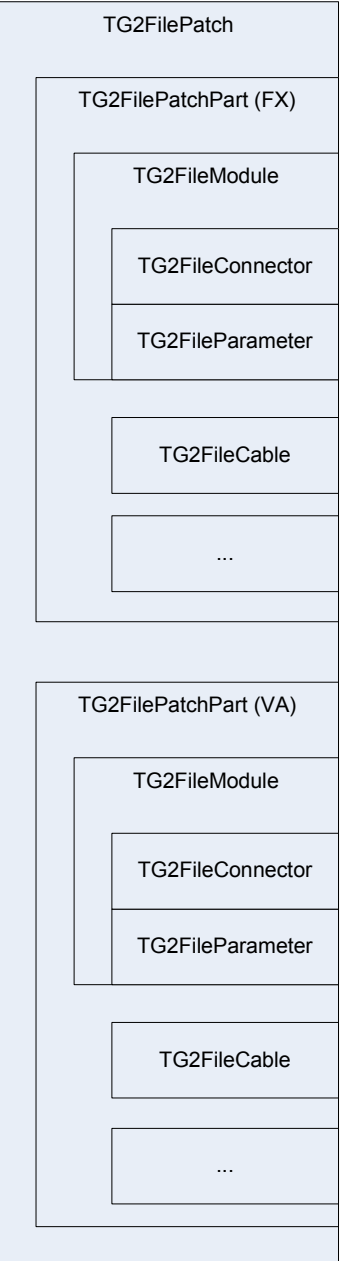 TG2FilePatch
TG2FilePatchPart (FX)
TG2FileModule
TG2FileConnector
TG2FileParameter
TG2FileCable
...
TG2FilePatchPart (VA)
TG2FileModule
TG2FileConnector
TG2FileParameter
TG2FileCable
...